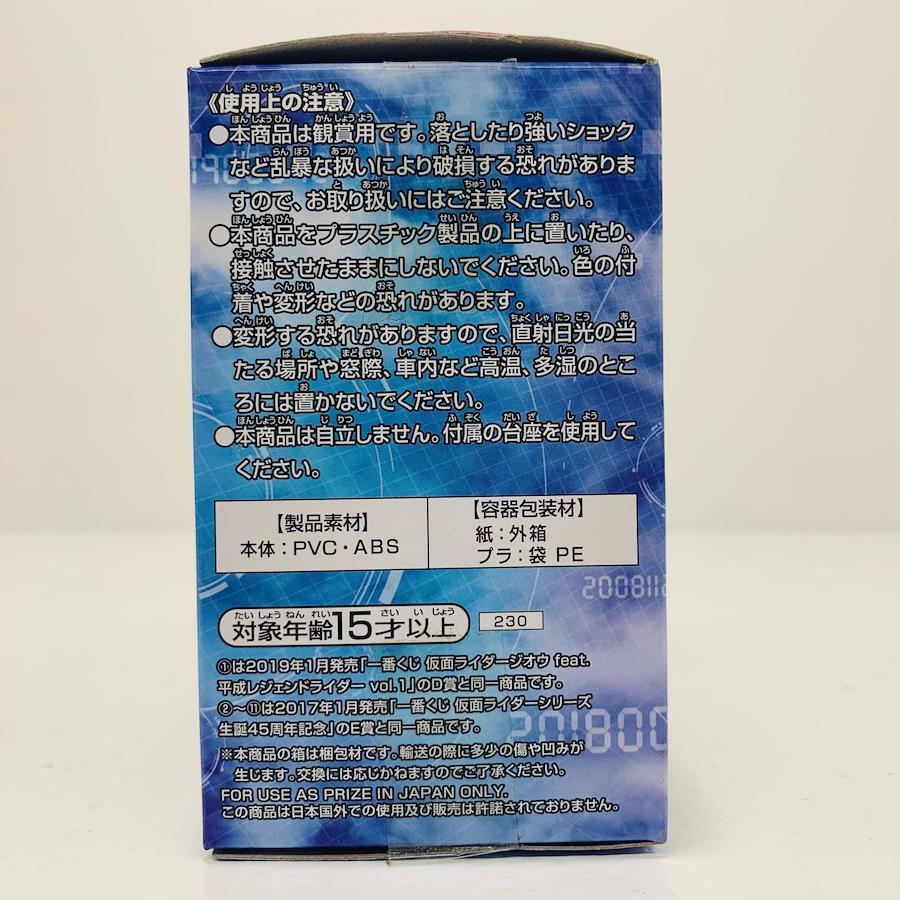 《使用上の注意》
●本商品は観賞用です。落としたり強いショック
など乱暴な扱いにより破損する恐れがありま
すので、お取り扱いにはご注意ください。
●本商品をプラスチック製品の上に置いたり、
接触させたままにしないでください。色の付
着や変形などの恐れがあります。
●変形する恐れがありますので、直射日光の当
たる場所や窓際、車内など高温、多湿のとこ
ろには置かないでください。
●本商品は自立しません。付属の台座を使用して
ください。
【製品素材】
本体：PVC・ABS
【容器包装材】
紙：外箱
プラ：袋 PE
対象年齢15才以上
230
①は2019年1月発売「一番くじ 仮面ライダージオウ feat.
平成レジェンドライダー vol.1」のD賞と同一商品です。
②〜⑪は2017年1月発売「一番くじ 仮面ライダーシリーズ
生誕45周年記念」のE賞と同一商品です。
※本商品の箱は梱包材です。輸送の際に多少の傷や凹みが
生じます。交換には応じかねますのでご了承ください。
FOR USE AS PRIZE IN JAPAN ONLY.
この商品は日本国外での使用及び販売は許諾されておりません。